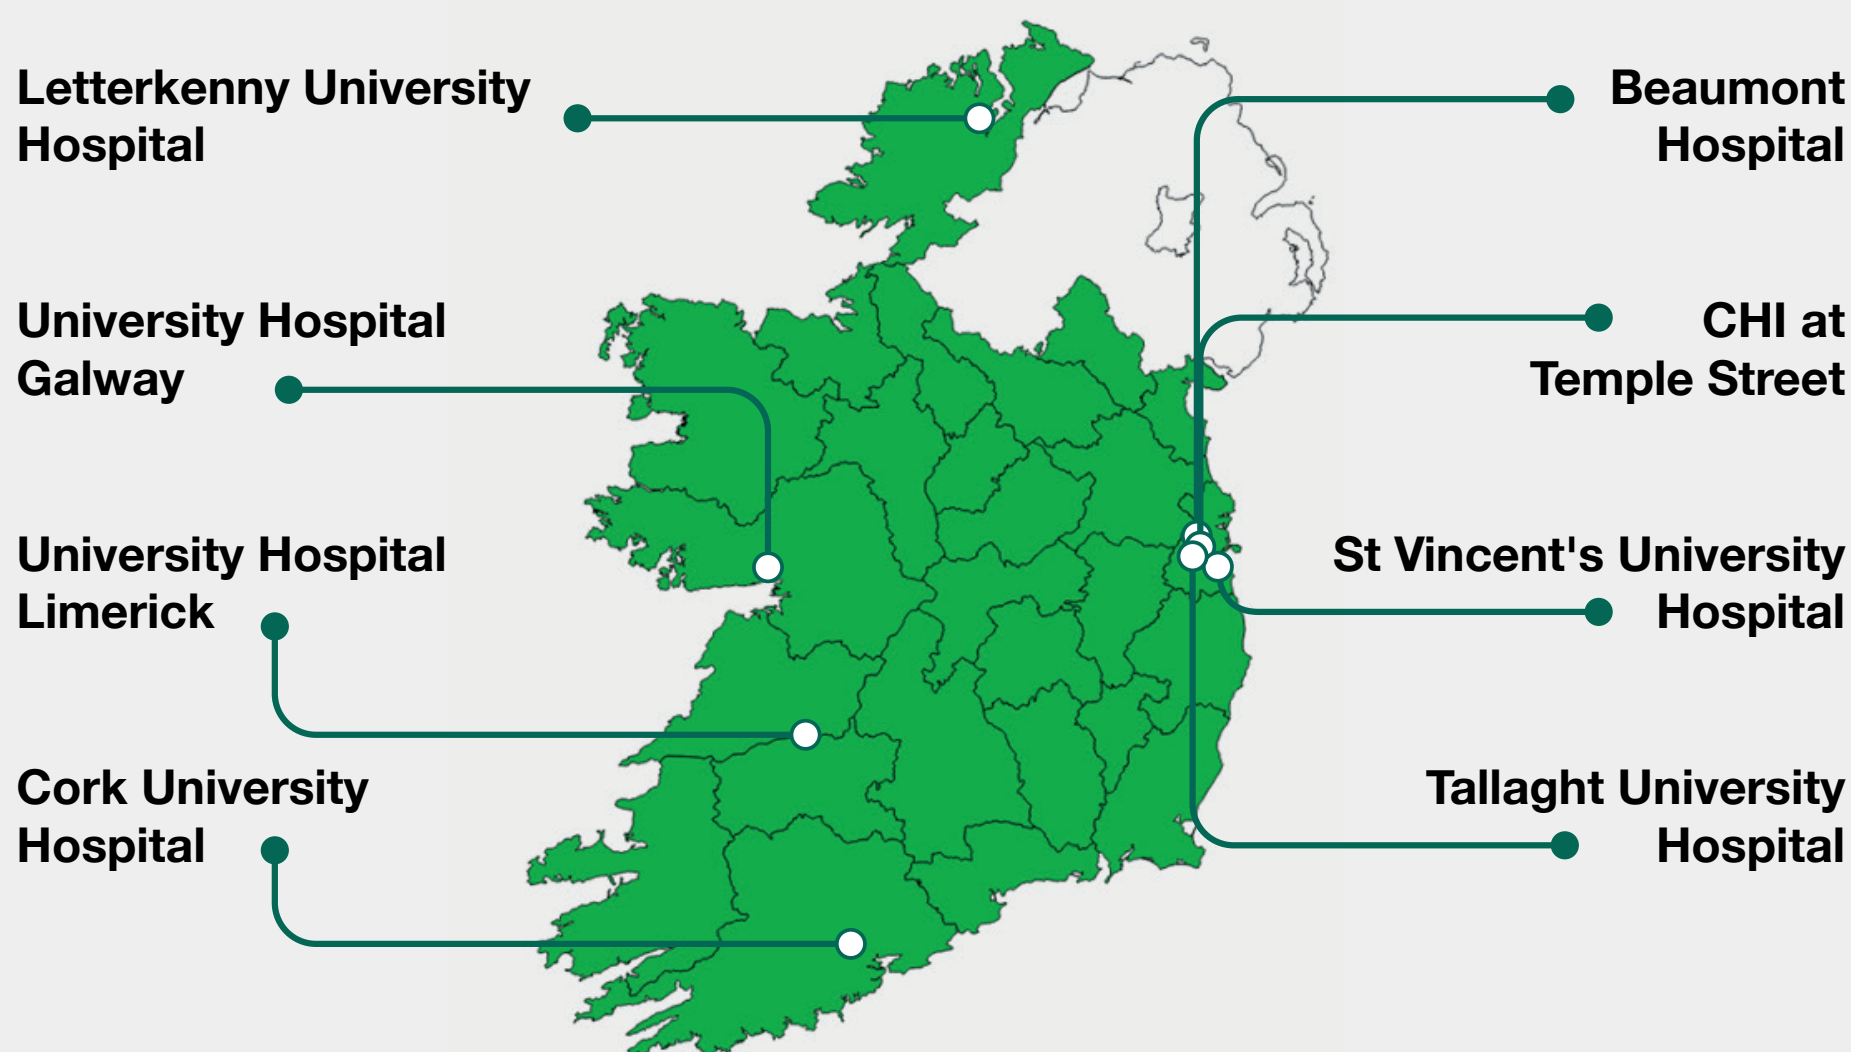 Letterkenny University
Hospital
University Hospital
Galway
University Hospital
Limerick
Cork University
Hospital
Beaumont
Hospital
CHI at
Temple Street
St Vincent's University
Hospital
Tallaght University
Hospital